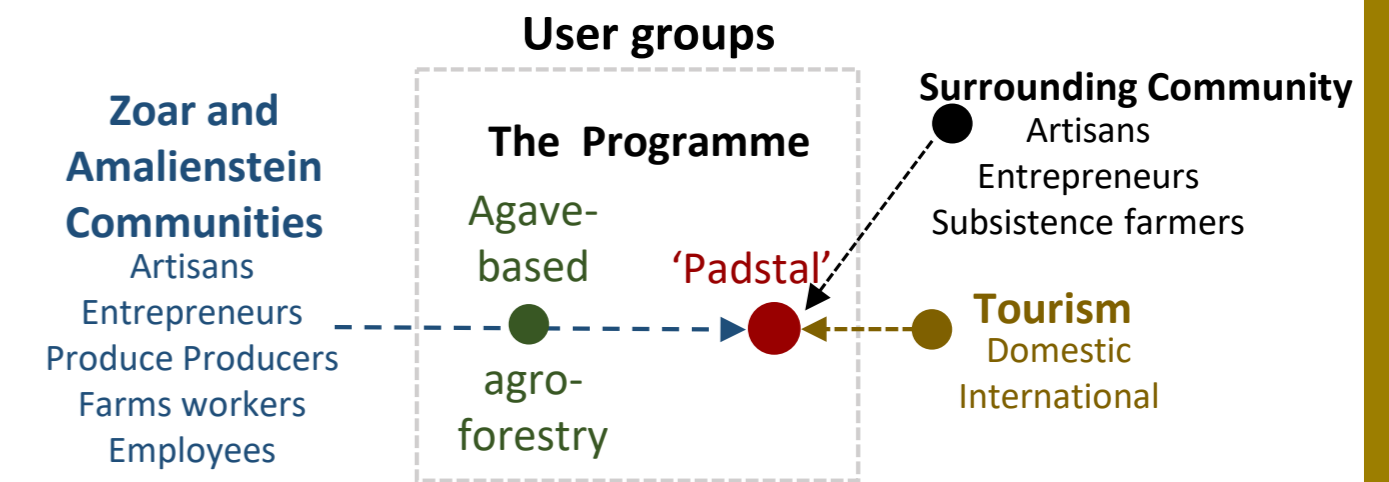 User groups
Zoar and
Amalienstein
Communities
Artisans
Entrepreneurs
Produce Producers
Farms workers
Employees
The Programme
Agave-
based
agro-
forestry
‘Padstal’
Surrounding Community
Artisans
Entrepreneurs
Subsistence farmers
Tourism
Domestic
International